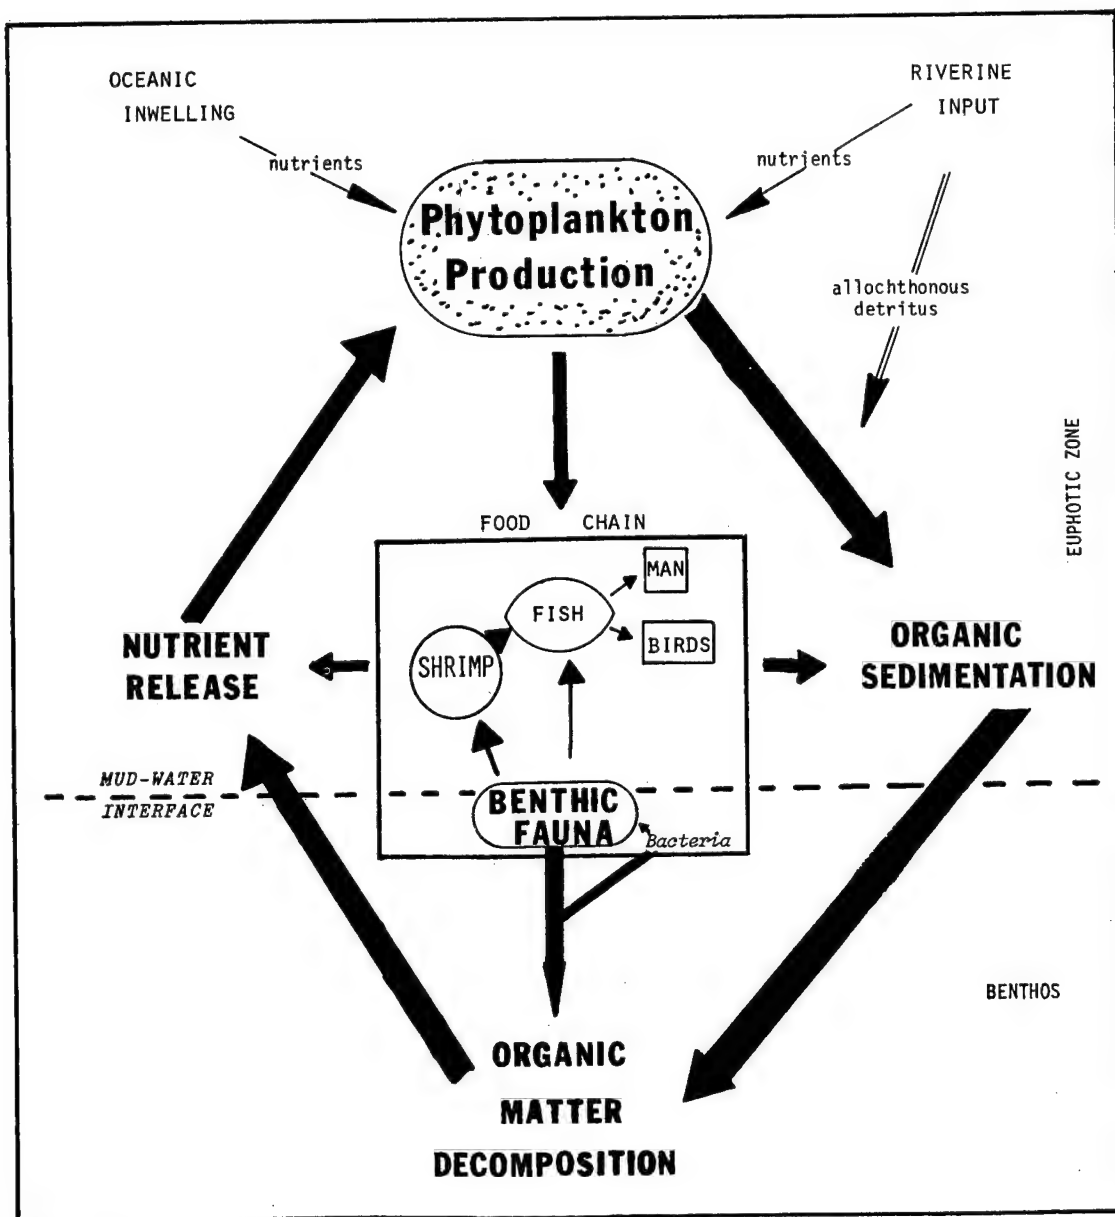 OCEANIC
INWELLING
RIVERINE
INPUT
nutrients
nutrients
Phytoplankton
Production
allochthonous
detritus
EUPHOTIC ZONE
FOOD CHAIN
MAN
FISH
BIRDS
SHRIMP
NUTRIENT
RELEASE
ORGANIC
SEDIMENTATION
MUD-WATER
INTERFACE
BENTHIC
FAUNA
Bacteria
BENTHOS
ORGANIC
MATTER
DECOMPOSITION